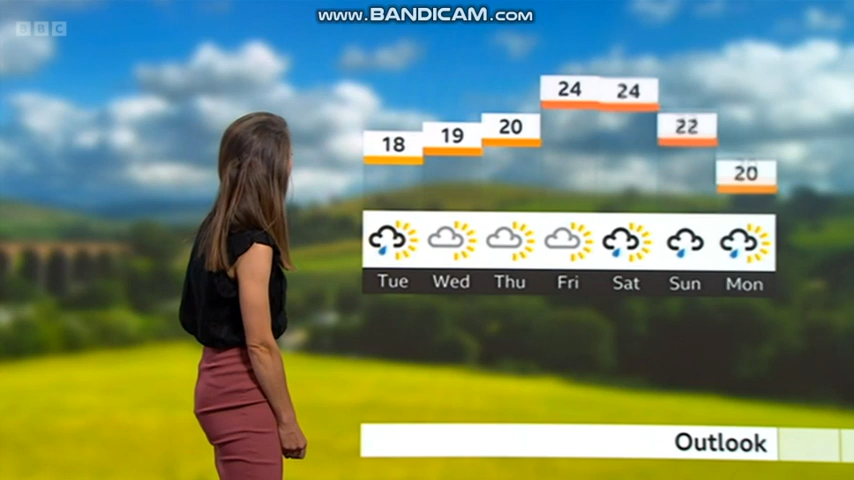 www.BANDICAM.com
BBC
18 19 20 24 24 22 20
Tue Wed Thu Fri Sat Sun Mon
Outlook